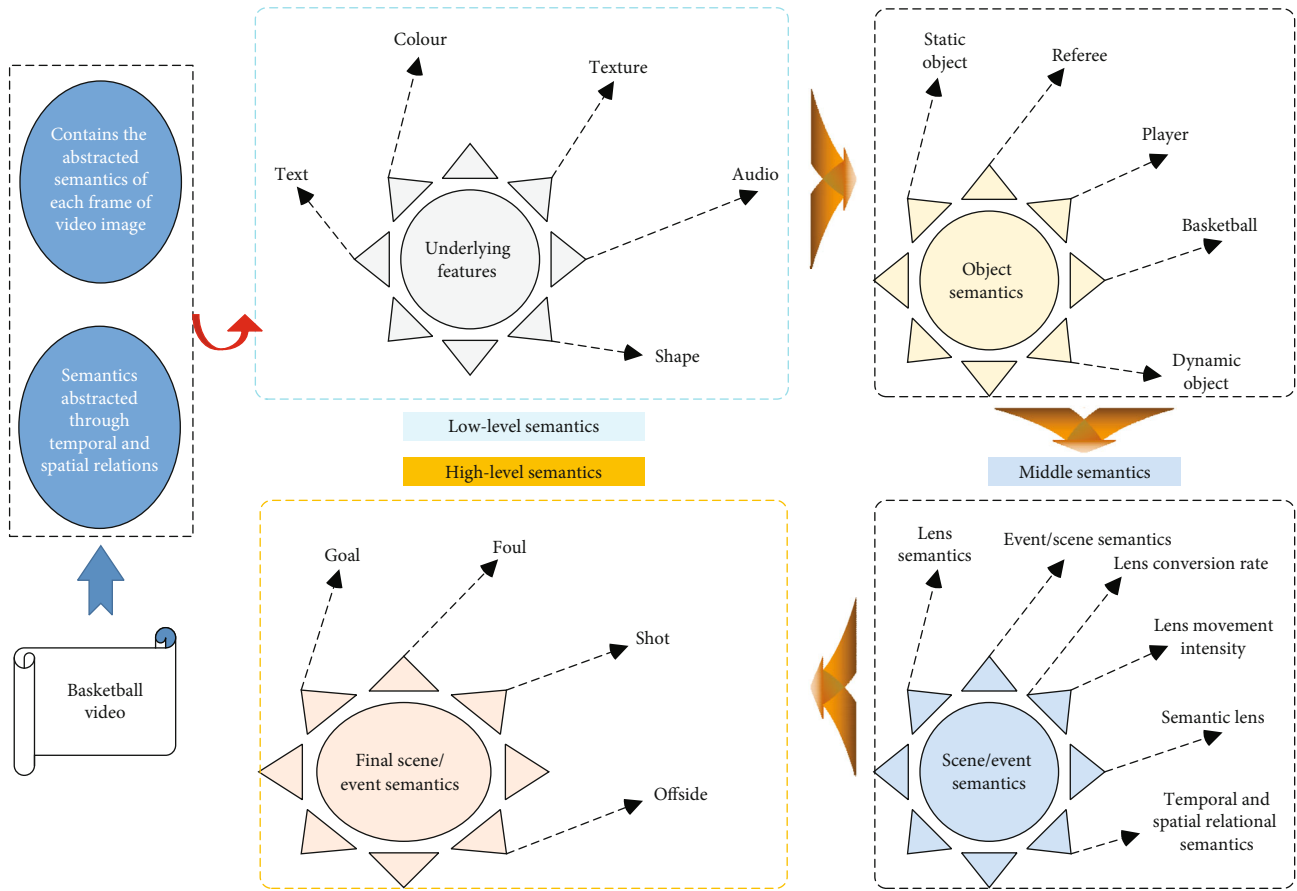 Contains the
abstracted
semantics of
each frame of
video image
Semantics
abstracted
through
temporal and
spatial relations
Basketball
video
Colour
Texture
Text
Audio
Underlying
features
Shape
Low-level semantics
Static
object
Referee
Player
Basketball
Object
semantics
Dynamic
object
Middle semantics
Lens
semantics
Event/scene semantics
Lens conversion rate
Lens movement
intensity
Semantic lens
Scene/event
semantics
Temporal and
spatial relational
semantics
High-level semantics
Goal
Foul
Shot
Final scene/
event semantics
Offside